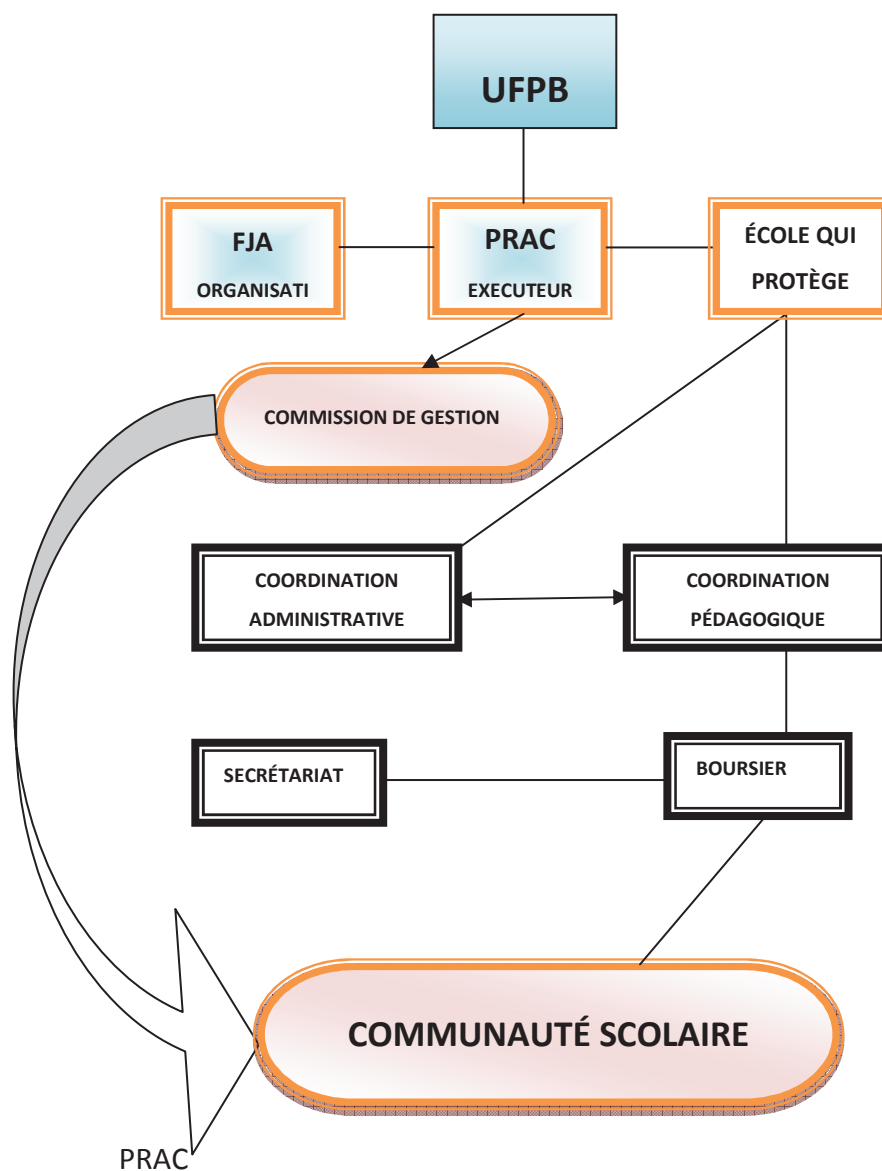 UFPB
FJA
ORGANISATI
PRAC
EXECUTEUR
ÉCOLE QUI
PROTÈGE
COMMISSION DE GESTION
COORDINATION
ADMINISTRATIVE
COORDINATION
PÉDAGOGIQUE
SECRÉTARIAT
BOURSIER
COMMUNAUTÉ SCOLAIRE
PRAC